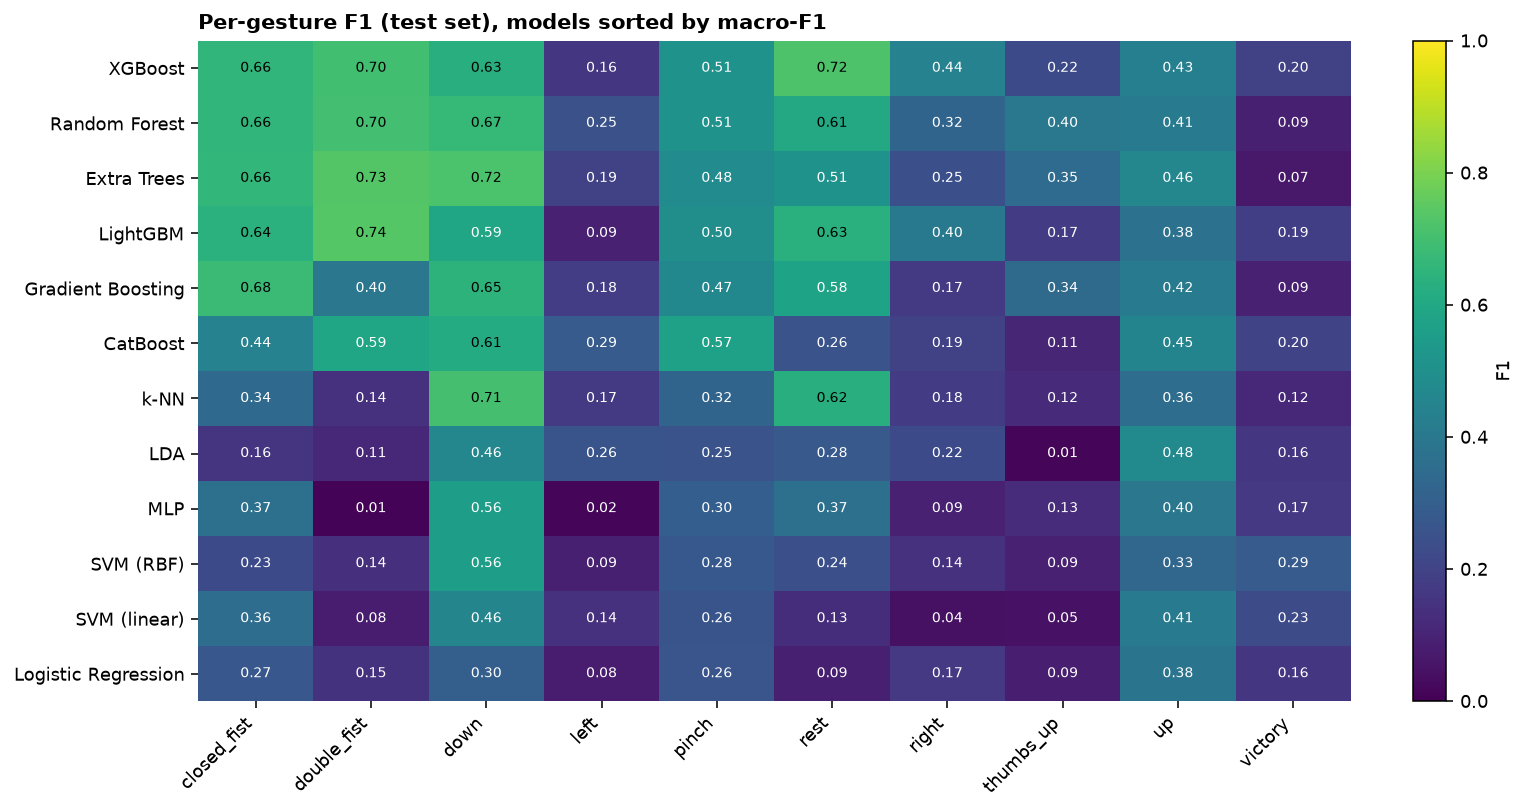 Per-gesture F1 (test set), models sorted by macro-F1
XGBoost 0.66 0.70 0.63 0.16 0.51 0.72 0.44 0.22 0.43 0.20
Random Forest 0.66 0.70 0.67 0.25 0.51 0.61 0.32 0.40 0.41 0.09
Extra Trees 0.66 0.73 0.72 0.19 0.48 0.51 0.25 0.35 0.46 0.07
LightGBM 0.64 0.74 0.59 0.09 0.50 0.63 0.40 0.17 0.38 0.19
Gradient Boosting 0.68 0.40 0.65 0.18 0.47 0.58 0.17 0.34 0.42 0.09
CatBoost 0.44 0.59 0.61 0.29 0.57 0.26 0.19 0.11 0.45 0.20
k-NN 0.34 0.14 0.71 0.17 0.32 0.62 0.18 0.12 0.36 0.12
LDA 0.16 0.11 0.46 0.26 0.25 0.28 0.22 0.01 0.48 0.16
MLP 0.37 0.01 0.56 0.02 0.30 0.37 0.09 0.13 0.40 0.17
SVM (RBF) 0.23 0.14 0.56 0.09 0.28 0.24 0.14 0.09 0.33 0.29
SVM (linear) 0.36 0.08 0.46 0.14 0.26 0.13 0.04 0.05 0.41 0.23
Logistic Regression 0.27 0.15 0.30 0.08 0.26 0.09 0.17 0.09 0.38 0.16
closed_fist double_fist down left pinch rest right thumbs_up up victory
1.0
0.8
0.6
0.4
0.2
0.0
F1